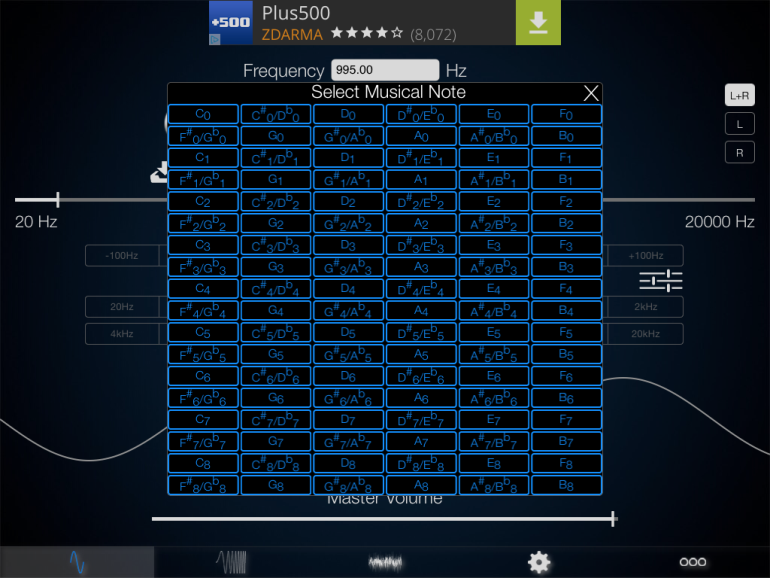 +500
Plus500
ZDARMA (8,072)
Frequency 995.00 Hz
Select Musical Note
L+R
L
R
C0 C#0/Db0 D0 D#0/Eb0 E0 F0
F#0/Gb0 G0 G#0/Ab0 A0 A#0/Bb0 B0
C1 C#1/Db1 D1 D#1/Eb1 E1 F1
F#1/Gb1 G1 G#1/Ab1 A1 A#1/Bb1 B1
C2 C#2/Db2 D2 D#2/Eb2 E2 F2
F#2/Gb2 G2 G#2/Ab2 A2 A#2/Bb2 B2
C3 C#3/Db3 D3 D#3/Eb3 E3 F3
F#3/Gb3 G3 G#3/Ab3 A3 A#3/Bb3 B3
C4 C#4/Db4 D4 D#4/Eb4 E4 F4
F#4/Gb4 G4 G#4/Ab4 A4 A#4/Bb4 B4
C5 C#5/Db5 D5 D#5/Eb5 E5 F5
F#5/Gb5 G5 G#5/Ab5 A5 A#5/Bb5 B5
C6 C#6/Db6 D6 D#6/Eb6 E6 F6
F#6/Gb6 G6 G#6/Ab6 A6 A#6/Bb6 B6
C7 C#7/Db7 D7 D#7/Eb7 E7 F7
F#7/Gb7 G7 G#7/Ab7 A7 A#7/Bb7 B7
C8 C#8/Db8 D8 D#8/Eb8 E8 F8
F#8/Gb8 G8 G#8/Ab8 A8 A#8/Bb8 B8
20 Hz 20000 Hz
-100Hz +100Hz
20Hz 2kHz
4kHz 20kHz
Master Volume